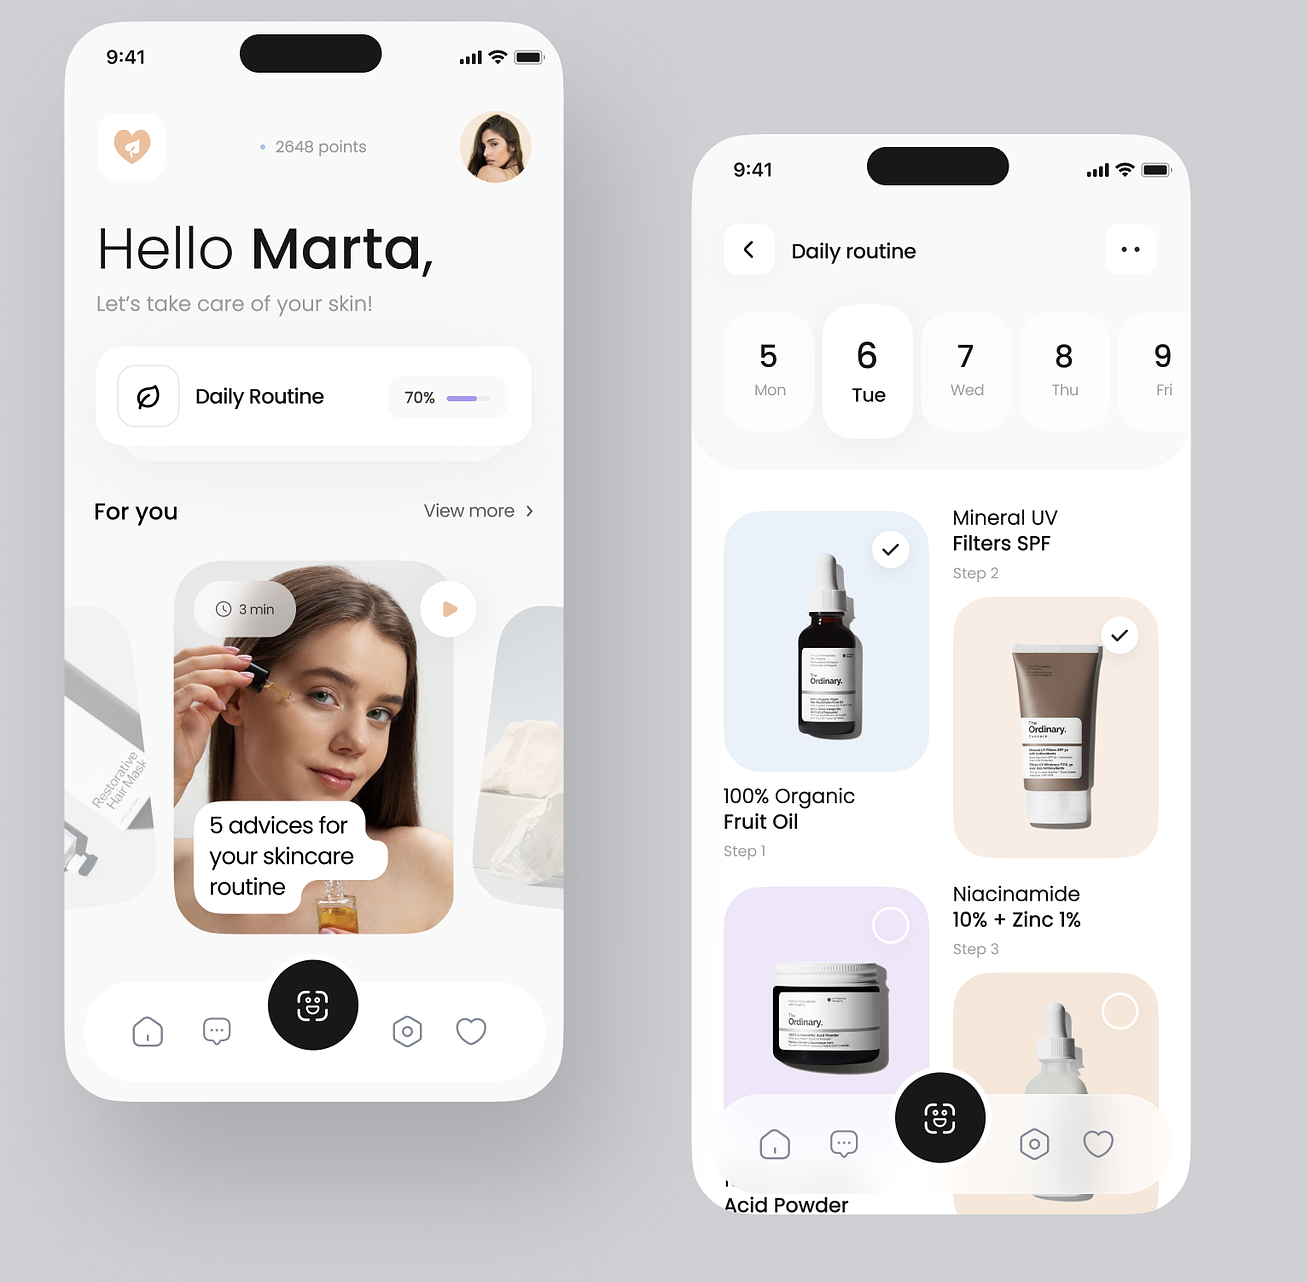 9:41
2648 points
Hello Marta,
Let's take care of your skin!
Daily Routine
70%
For you
View more
3 min
Restorative
Hair Mask
5 advices for
your skincare
routine
9:41
Daily routine
5
Mon
6
Tue
7
Wed
8
Thu
9
Fri
The
Ordinary.
100% Organic
Fruit Oil
Step 1
Mineral UV
Filters SPF
Step 2
The
Ordinary.
Skincare
The
Ordinary.
Niacinamide
10% + Zinc 1%
Step 3
Acid Powder